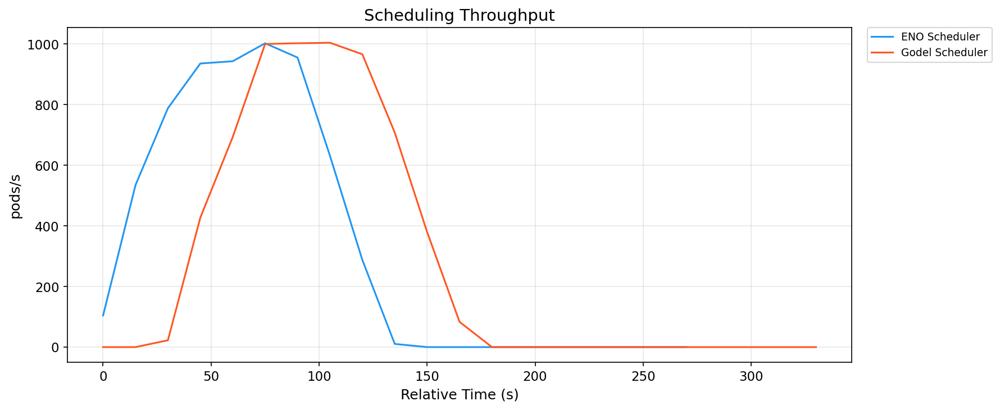 Scheduling Throughput
ENO Scheduler
Godel Scheduler
1000
800
600
400
200
0
pods/s
0 50 100 150 200 250 300
Relative Time (s)